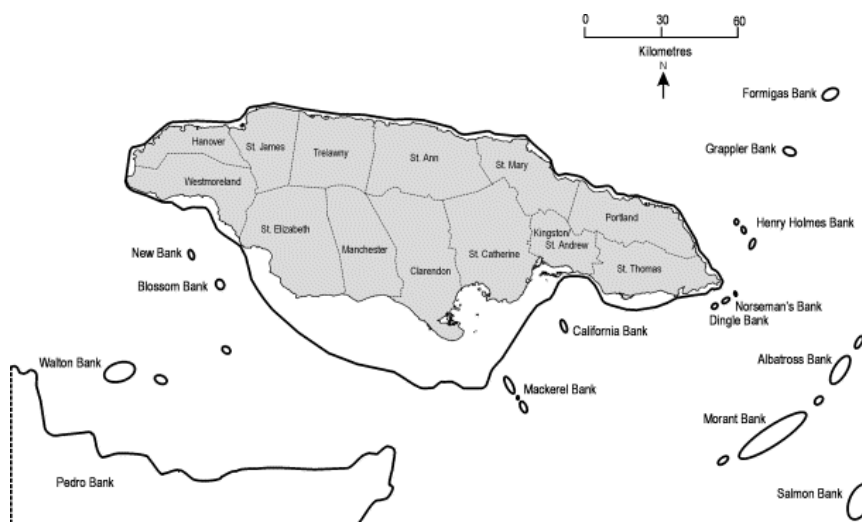 0 30 60
Kilometres
N
Formigas Bank
Grappler Bank
Hanover
St. James
Trelawny
St. Ann
St. Mary
Westmoreland
Portland
Henry Holmes Bank
St. Elizabeth
Manchester
Clarendon
St. Catherine
Kingston/
St. Andrew
St. Thomas
New Bank
Blossom Bank
Norseman's Bank
Dingle Bank
California Bank
Walton Bank
Albatross Bank
Mackerel Bank
Morant Bank
Pedro Bank
Salmon Bank